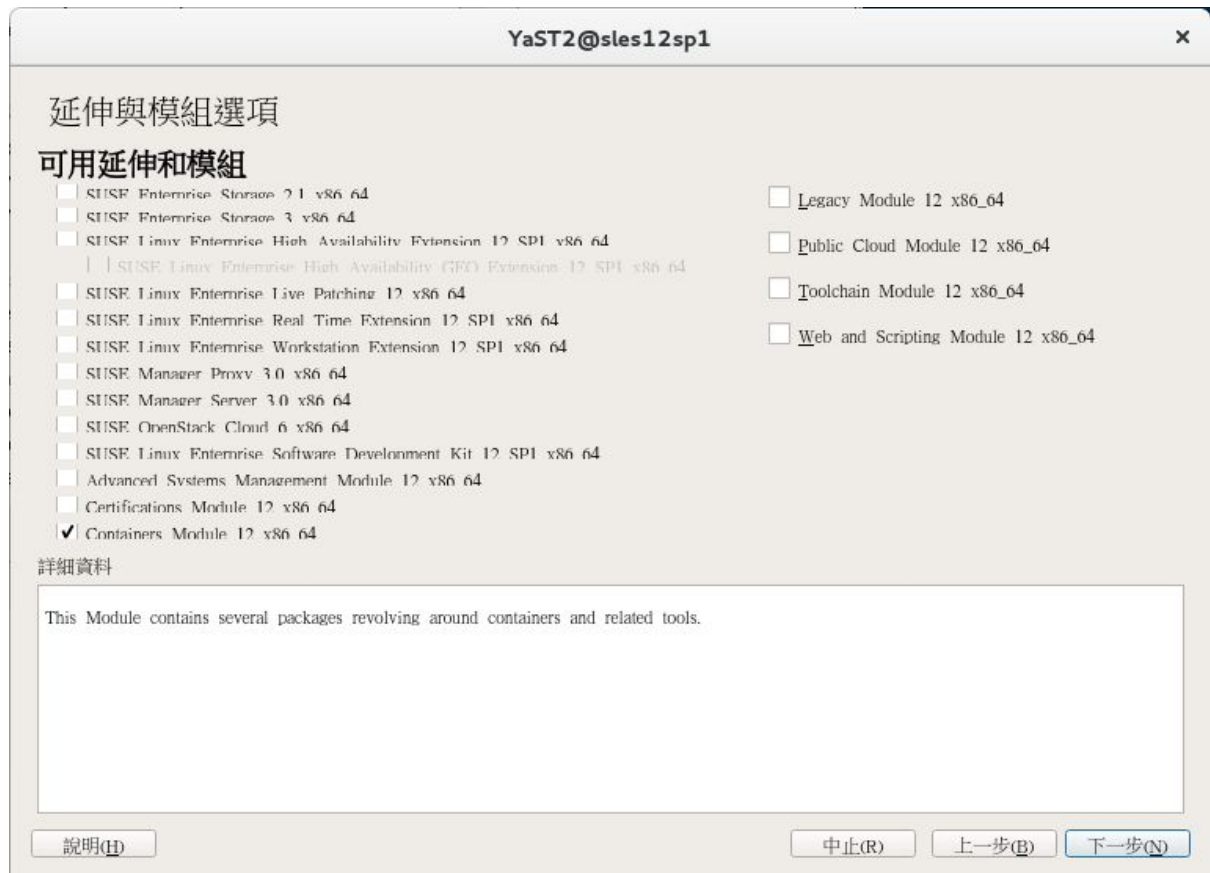 YaST2@sles12sp1
延伸與模組選項
可用延伸和模組
SUSE Enterprise Storage 2.1 x86_64
SUSE Enterprise Storage 3 x86_64
SUSE Linux Enterprise High Availability Extension 12 SP1 x86_64
SUSE Linux Enterprise High Availability GEO Extension 12 SP1 x86_64
SUSE Linux Enterprise Live Patching 12 x86_64
SUSE Linux Enterprise Real Time Extension 12 SP1 x86_64
SUSE Linux Enterprise Workstation Extension 12 SP1 x86_64
SUSE Manager Proxy 3.0 x86_64
SUSE Manager Server 3.0 x86_64
SUSE OpenStack Cloud 6 x86_64
SUSE Linux Enterprise Software Development Kit 12 SP1 x86_64
Advanced Systems Management Module 12 x86_64
Certifications Module 12 x86_64
Containers Module 12 x86_64
Legacy Module 12 x86_64
Public Cloud Module 12 x86_64
Toolchain Module 12 x86_64
Web and Scripting Module 12 x86_64
詳細資料
This Module contains several packages revolving around containers and related tools.
說明(H)
中止(R)
上一步(B)
下一步(N)